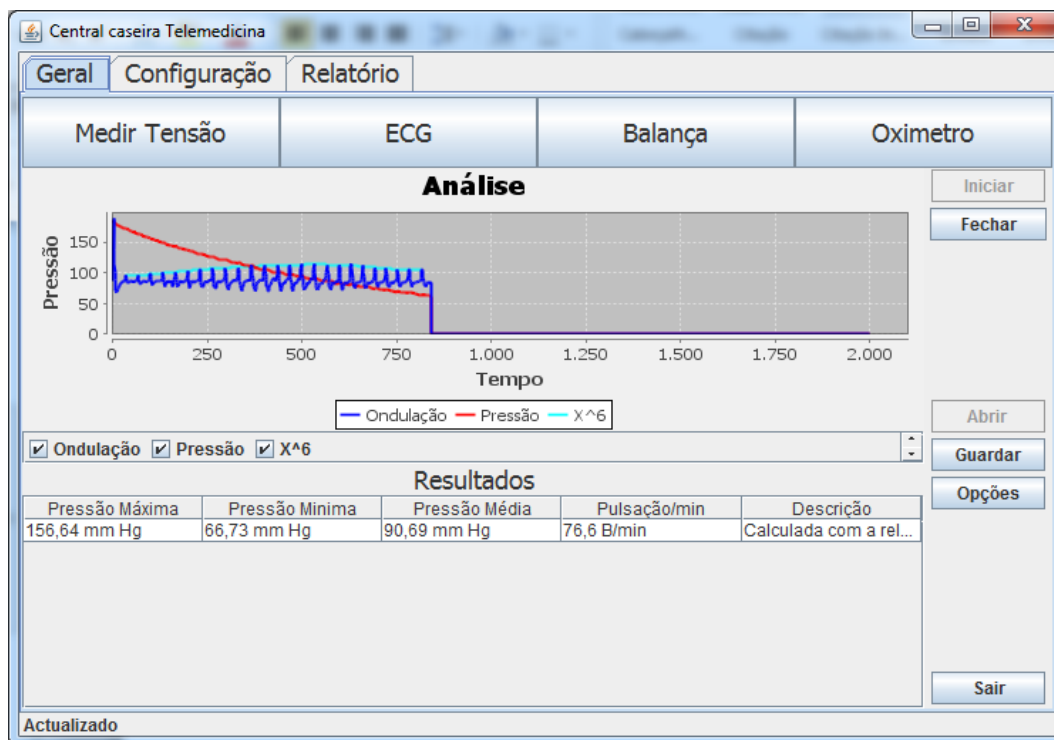 Central caseira Telemedicina
Geral Configuração Relatório
Medir Tensão ECG Balança Oximetro
Análise
Iniciar
Fechar
Pressão
150
100
50
0
0 250 500 750 1.000 1.250 1.500 1.750 2.000
Tempo
Ondulação Pressão X^6
Abrir
Ondulação Pressão X^6
Guardar
Resultados
Opções
Pressão Máxima Pressão Minima Pressão Média Pulsação/min Descrição
156,64 mm Hg 66,73 mm Hg 90,69 mm Hg 76,6 B/min Calculada com a rel...
Sair
Actualizado